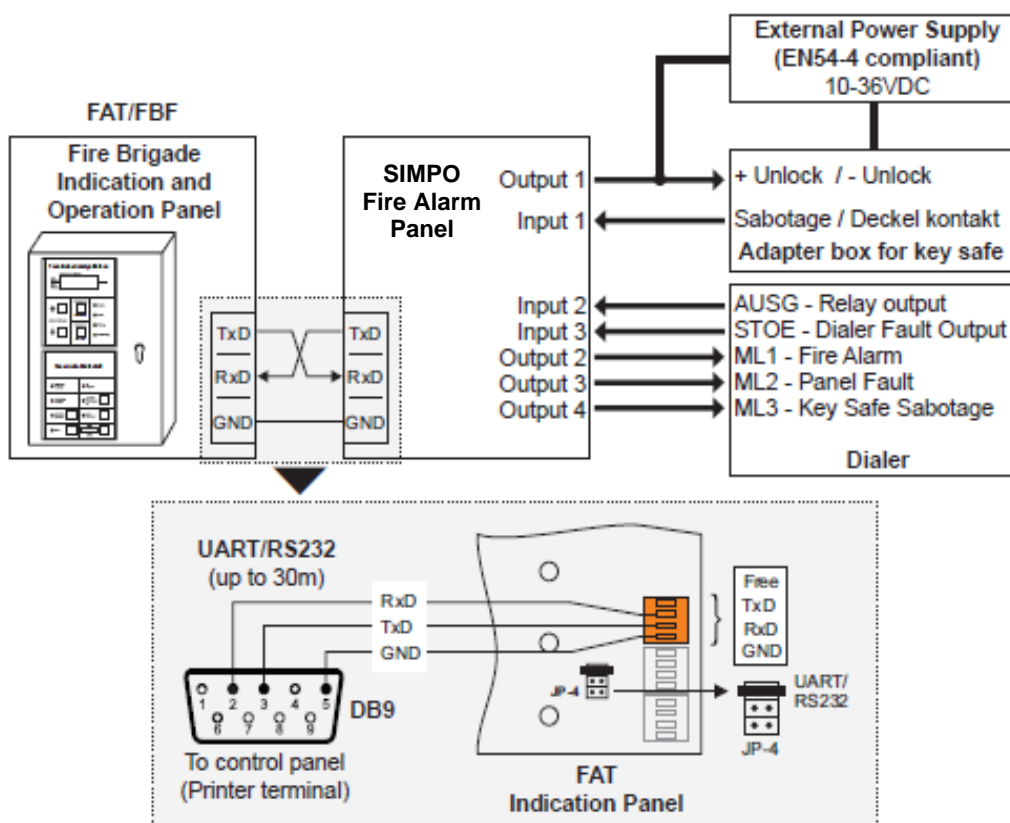 External Power Supply
(EN54-4 compliant)
10-36VDC
FAT/FBF
Fire Brigade
Indication and
Operation Panel
SIMPO
Fire Alarm
Panel
Output 1
+ Unlock / - Unlock
Input 1
Sabotage / Deckel kontakt
Adapter box for key safe
Input 2
AUSG - Relay output
Input 3
STOE - Dialer Fault Output
Output 2
ML1 - Fire Alarm
Output 3
ML2 - Panel Fault
Output 4
ML3 - Key Safe Sabotage
Dialer
TxD
RxD
GND
TxD
RxD
GND
UART/RS232
(up to 30m)
RxD
TxD
GND
1 2 3 4 5
6 7 8 9
DB9
To control panel
(Printer terminal)
JP-4
FAT
Indication Panel
Free
TxD
RxD
GND
UART/
RS232
JP-4